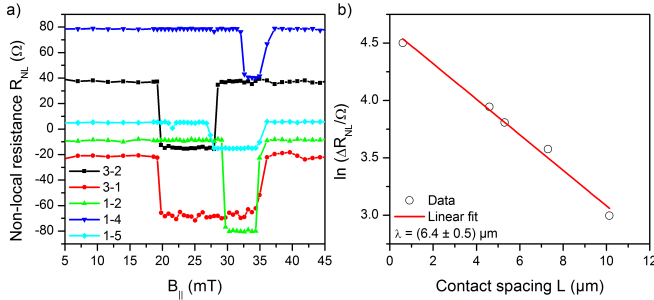 a)
Non-local resistance R_NL (Ω)
80
60
40
20
0
-20
-40
-60
-80
3-2
3-1
1-2
1-4
1-5
5 10 15 20 25 30 35 40 45
B_|| (mT)
b)
ln (ΔR_NL/Ω)
4.5
4.0
3.5
3.0
Data
Linear fit
λ = (6.4 ± 0.5) µm
0 2 4 6 8 10 12
Contact spacing L (µm)